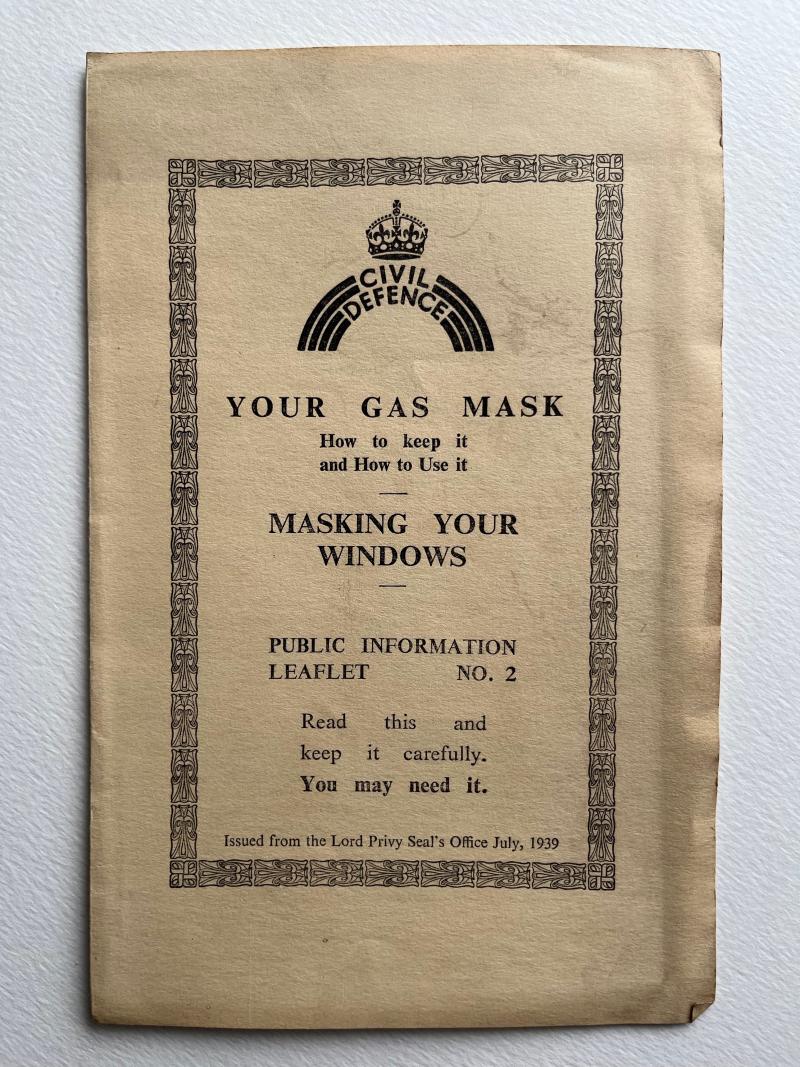 CIVIL
DEFENCE
YOUR GAS MASK
How to keep it
and How to Use it
MASKING YOUR
WINDOWS
PUBLIC INFORMATION
LEAFLET NO. 2
Read this and
keep it carefully.
You may need it.
Issued from the Lord Privy Seal's Office July, 1939